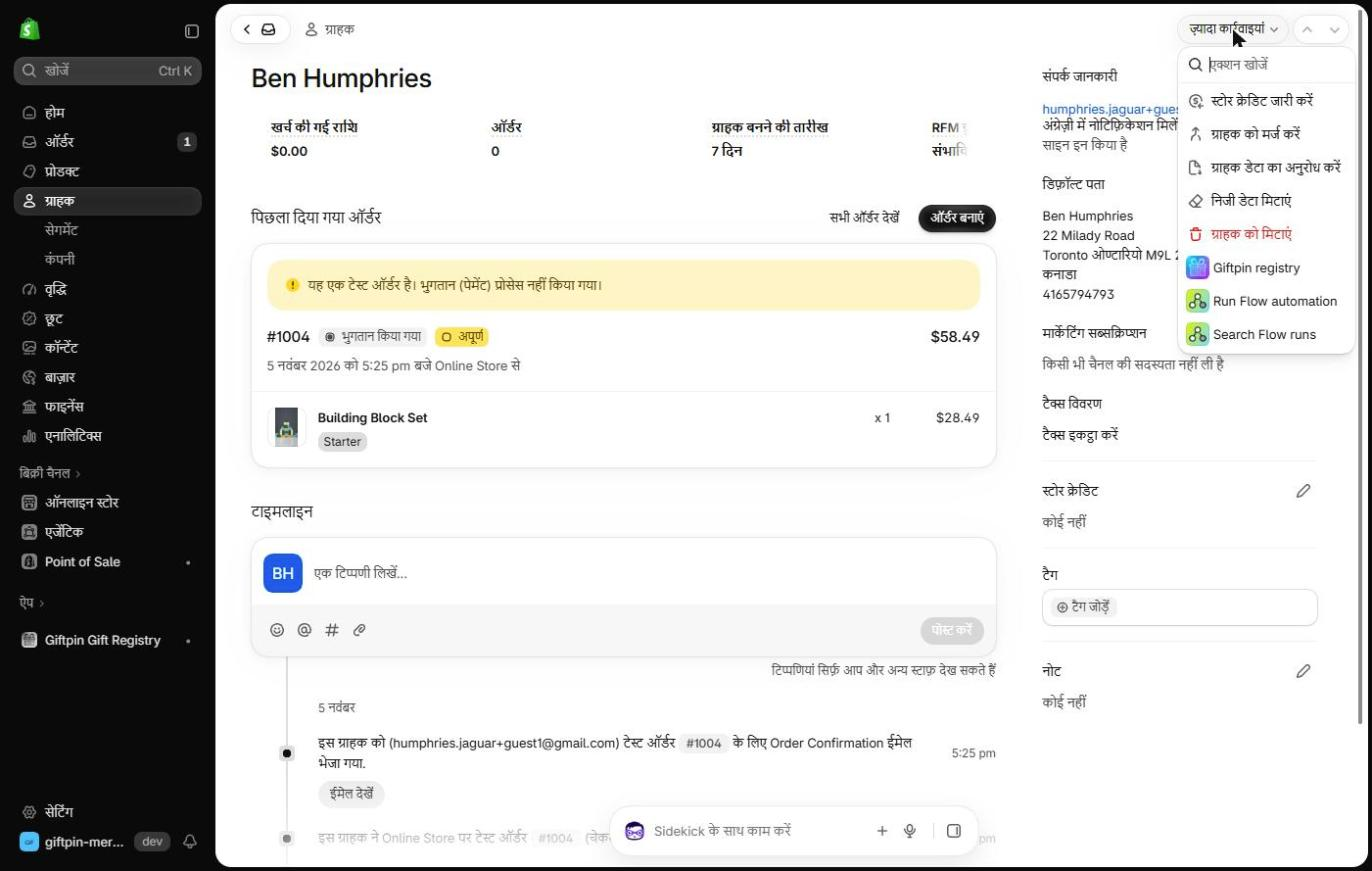 खोजें
Ctrl K
होम
ऑर्डर
1
प्रोडक्ट
ग्राहक
सेगमेंट
कंपनी
वृद्धि
छूट
कॉन्टेंट
बाज़ार
फाइनेंस
एनालिटिक्स
बिक्री चैनल
ऑनलाइन स्टोर
एजेंटिक
Point of Sale
ऐप
Giftpin Gift Registry
सेटिंग
giftpin-mer...
dev
ग्राहक
Ben Humphries
खर्च की गई राशि
$0.00
ऑर्डर
0
ग्राहक बनने की तारीख
7 दिन
RFM
पिछला दिया गया ऑर्डर
सभी ऑर्डर देखें
ऑर्डर बनाएं
यह एक टेस्ट ऑर्डर है। भुगतान (पेमेंट) प्रोसेस नहीं किया गया।
#1004
भुगतान किया गया
अपूर्ण
$58.49
5 नवंबर 2026 को 5:25 pm बजे Online Store से
Building Block Set
x 1
$28.49
Starter
टाइमलाइन
BH
एक टिप्पणी लिखें...
पोस्ट करें
टिप्पणियां सिर्फ़ आप और अन्य स्टाफ़ देख सकते हैं
5 नवंबर
इस ग्राहक को (humphries.jaguar+guest1@gmail.com) टेस्ट ऑर्डर #1004 के लिए Order Confirmation ईमेल
भेजा गया.
5:25 pm
ईमेल देखें
इस ग्राहक ने Online Store पर टेस्ट ऑर्डर #1004
pm
Sidekick के साथ काम करें
ज़्यादा कार्रवाइयां
एक्शन खोजें
स्टोर क्रेडिट जारी करें
ग्राहक को मर्ज करें
ग्राहक डेटा का अनुरोध करें
निजी डेटा मिटाएं
ग्राहक को मिटाएं
Giftpin registry
Run Flow automation
Search Flow runs
संपर्क जानकारी
humphries.jaguar+gues
अंग्रेज़ी में नोटिफ़िकेशन मिलें
साइन इन किया है
डिफ़ॉल्ट पता
Ben Humphries
22 Milady Road
Toronto ओण्टारियो M9L
कनाडा
4165794793
मार्केटिंग सब्सक्रिप्शन
किसी भी चैनल की सदस्यता नहीं ली है
टैक्स विवरण
टैक्स इकट्ठा करें
स्टोर क्रेडिट
कोई नहीं
टैग
टैग जोड़ें
नोट
कोई नहीं